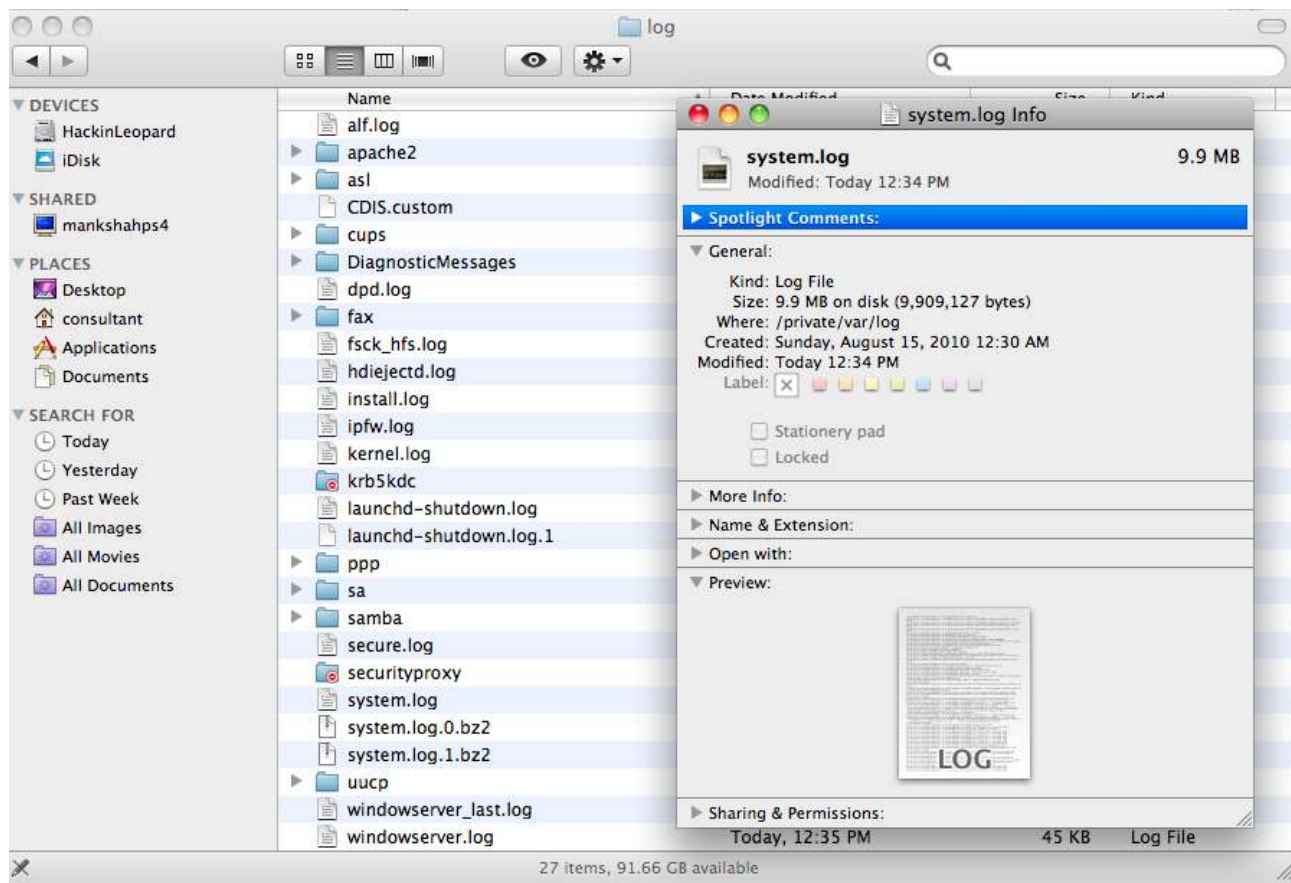 log
DEVICES
HackinLeopard
iDisk
SHARED
mankshahps4
PLACES
Desktop
consultant
Applications
Documents
SEARCH FOR
Today
Yesterday
Past Week
All Images
All Movies
All Documents
Name Date Modified Size Kind
alf.log
apache2
asl
CDIS.custom
cups
DiagnosticMessages
dpd.log
fax
fsck_hfs.log
hdiejectd.log
install.log
ipfw.log
kernel.log
krb5kdc
launchd-shutdown.log
launchd-shutdown.log.1
ppp
sa
samba
secure.log
securityproxy
system.log
system.log.0.bz2
system.log.1.bz2
uucp
windowserver_last.log
windowserver.log Today, 12:35 PM 45 KB Log File
27 items, 91.66 GB available
system.log Info
system.log 9.9 MB
Modified: Today 12:34 PM
Spotlight Comments:
General:
Kind: Log File
Size: 9.9 MB on disk (9,909,127 bytes)
Where: /private/var/log
Created: Sunday, August 15, 2010 12:30 AM
Modified: Today 12:34 PM
Label:
Stationery pad
Locked
More Info:
Name & Extension:
Open with:
Preview:
LOG
Sharing & Permissions: